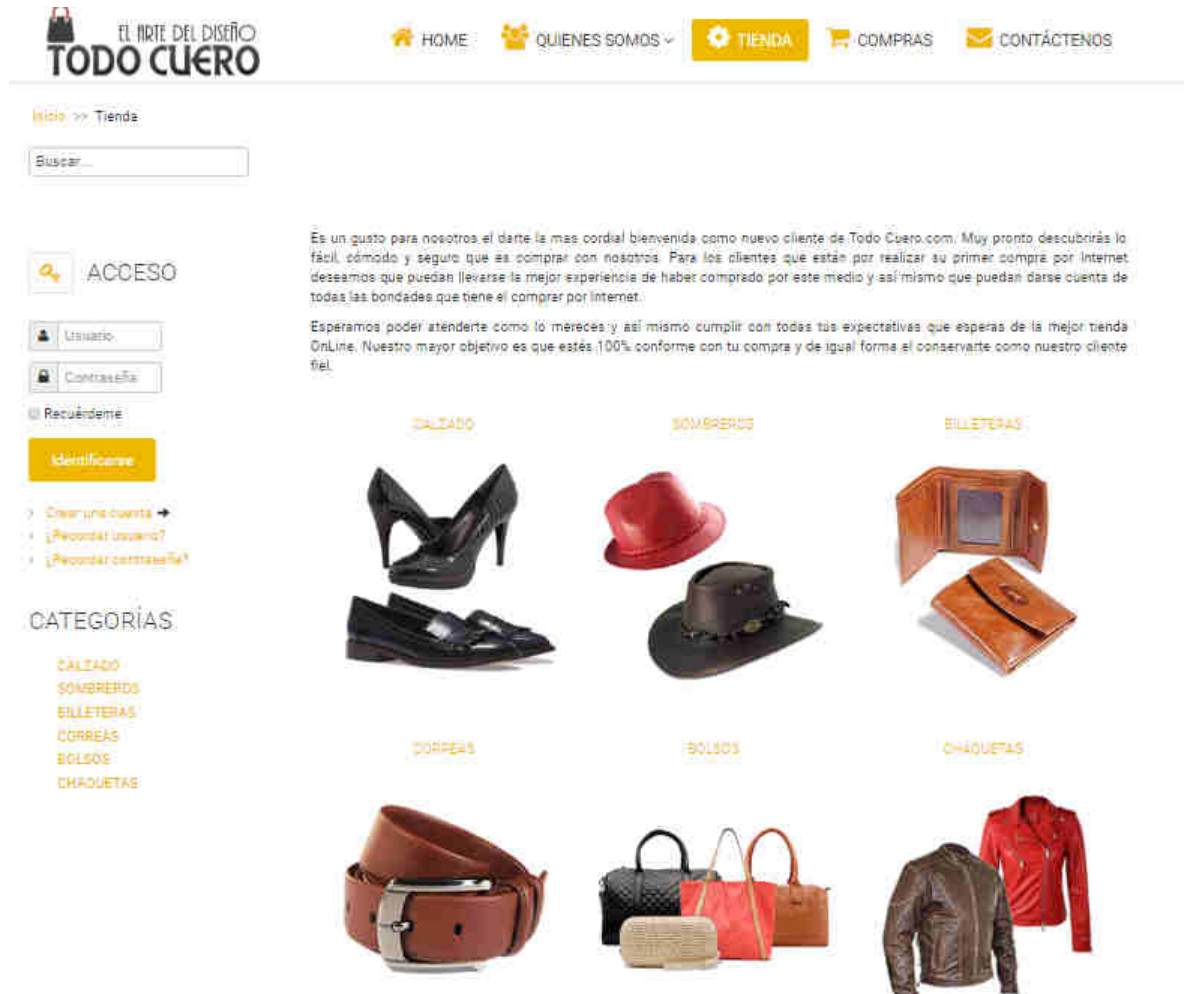 EL ARTE DEL DISEÑO
TODO CUERO
HOME
QUIENES SOMOS
TIENDA
COMPRAS
CONTÁCTENOS
Inicio >> Tienda
Buscar...
ACCESO
Usuario
Contraseña
Recuérdeme
Identificarse
Crear una cuenta
¿Recordar usuario?
¿Recordar contraseña?
CATEGORÍAS
CALZADO
SOMBREROS
BILLETERAS
CORREAS
BOLSOS
CHAQUETAS
Es un gusto para nosotros el darte la mas cordial bienvenida como nuevo cliente de Todo Cuero.com. Muy pronto descubrirás lo
fácil, cómodo y seguro que es comprar con nosotros. Para los clientes que están por realizar su primer compra por Internet
deseamos que puedan llevarse la mejor experiencia de haber comprado por este medio y así mismo que puedan darse cuenta de
todas las bondades que tiene el comprar por Internet.
Esperamos poder atenderte como lo mereces y así mismo cumplir con todas tus expectativas que esperas de la mejor tienda
OnLine. Nuestro mayor objetivo es que estés 100% conforme con tu compra y de igual forma el conservarte como nuestro cliente
fiel.
CALZADO
SOMBREROS
BILLETERAS
CORREAS
BOLSOS
CHAQUETAS